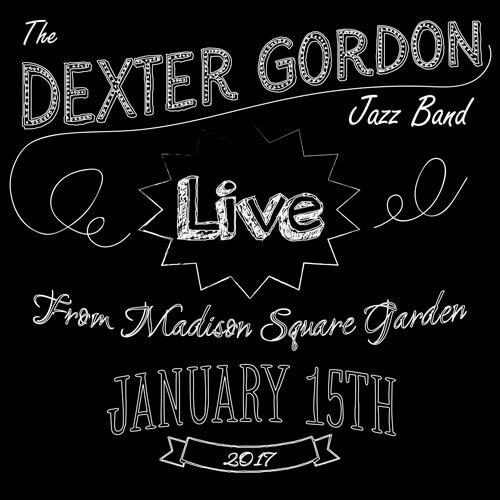 The
DEXTER GORDON
Jazz Band
Live
From Madison Square Garden
JANUARY 15TH
2017